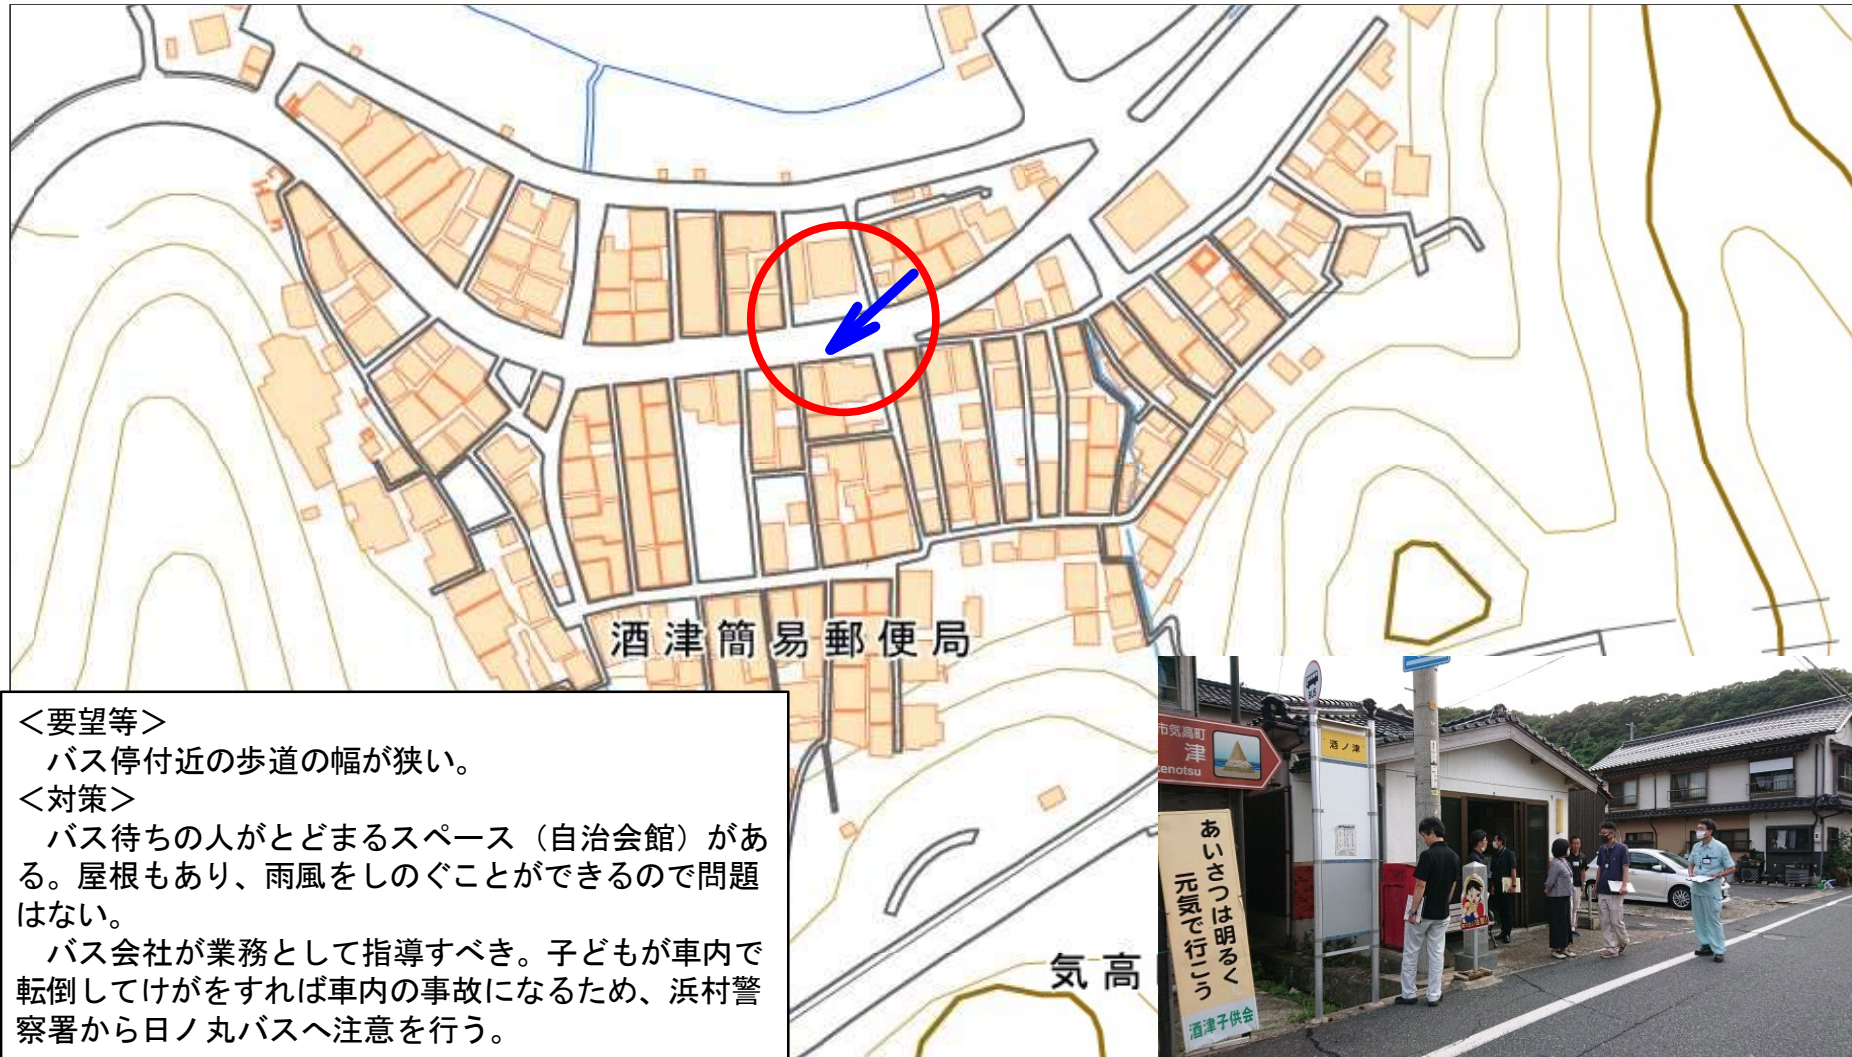 酒津簡易郵便局
<要望等>
バス停付近の歩道の幅が狭い。
<対策>
バス待ちの人がとどまるスペース（自治会館）があ
る。屋根もあり、雨風をしのぐことができるので問題
はない。
バス会社が業務として指導すべき。子どもが車内で
転倒してけがをすれば車内の事故になるため、浜村警
察署から日ノ丸バスへ注意を行う。
気高
BUS
酒ノ津
市気高町
津
kenotsu
あいさつは明るく
元気で行こう
酒津子供会